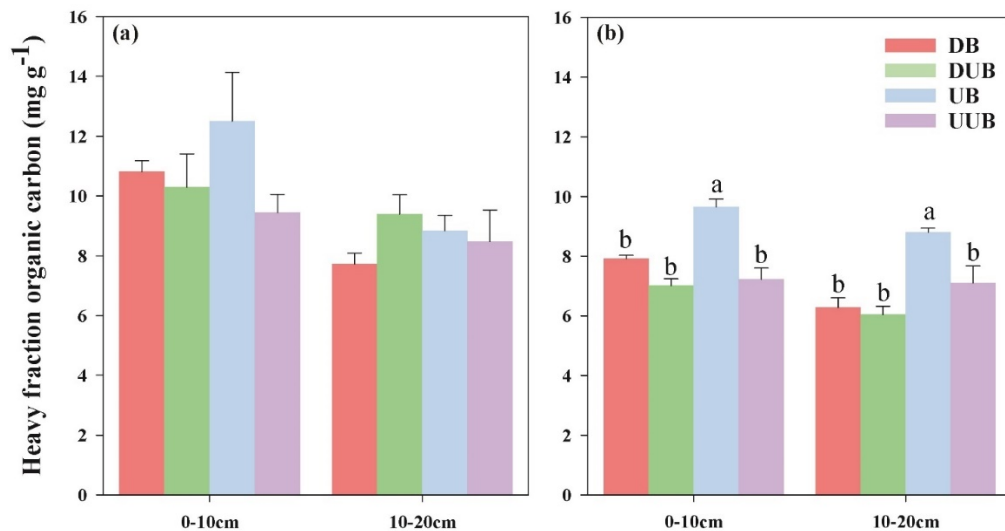 Heavy fraction organic carbon (mg g-1)
(a)
16
14
12
10
8
6
4
2
0
0-10cm 10-20cm
(b)
16
14
12
10
8
6
4
2
0
DB
DUB
UB
UUB
b b a b
b b a b
0-10cm 10-20cm